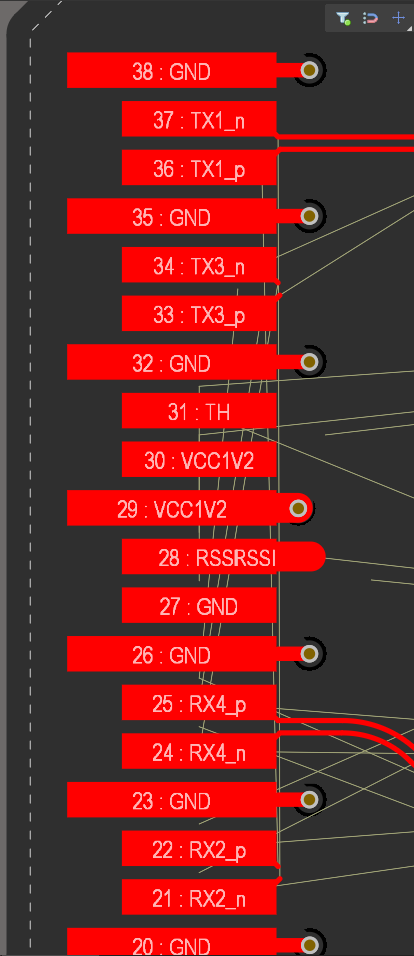 38 : GND
37 : TX1_n
36 : TX1_p
35 : GND
34 : TX3_n
33 : TX3_p
32 : GND
31 : TH
30 : VCC1V2
29 : VCC1V2
28 : RSSRSSI
27 : GND
26 : GND
25 : RX4_p
24 : RX4_n
23 : GND
22 : RX2_p
21 : RX2_n
20 : GND